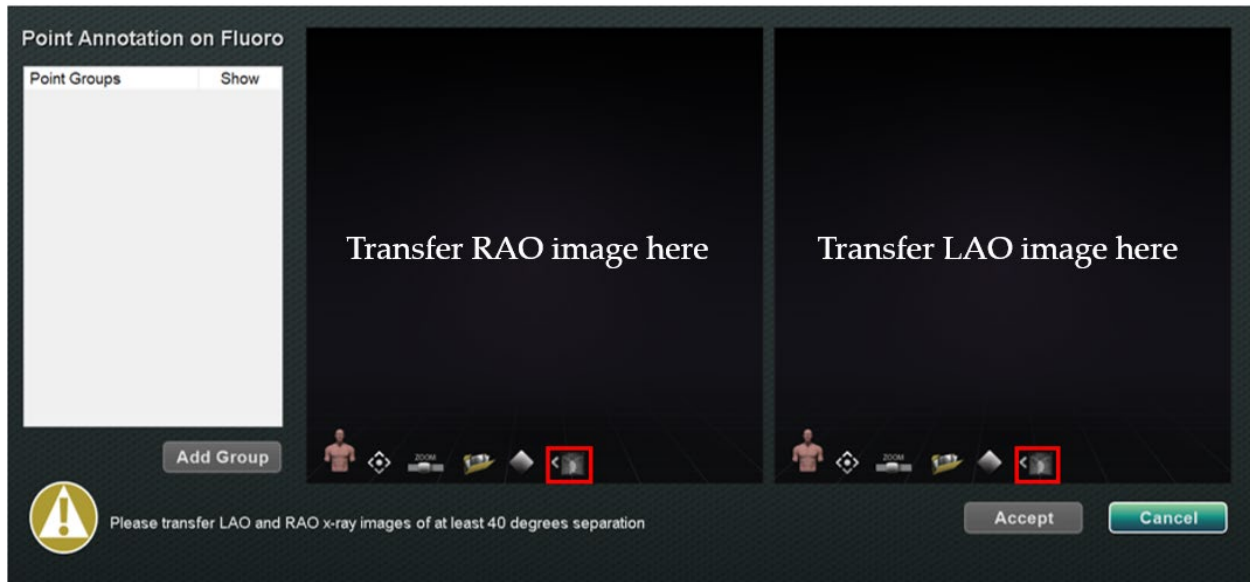 Point Annotation on Fluoro
Point Groups Show
Transfer RAO image here
Transfer LAO image here
Add Group
ZOOM
ZOOM
Please transfer LAO and RAO x-ray images of at least 40 degrees separation
Accept
Cancel